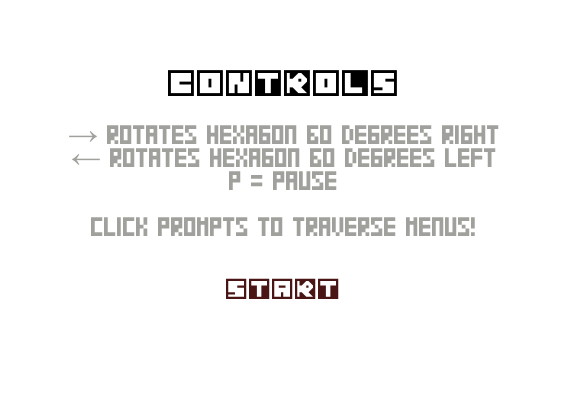 CONTROLS
→ ROTATES HEXAGON 60 DEGREES RIGHT
← ROTATES HEXAGON 60 DEGREES LEFT
P = PAUSE
CLICK PROMPTS TO TRAVERSE MENUS!
START